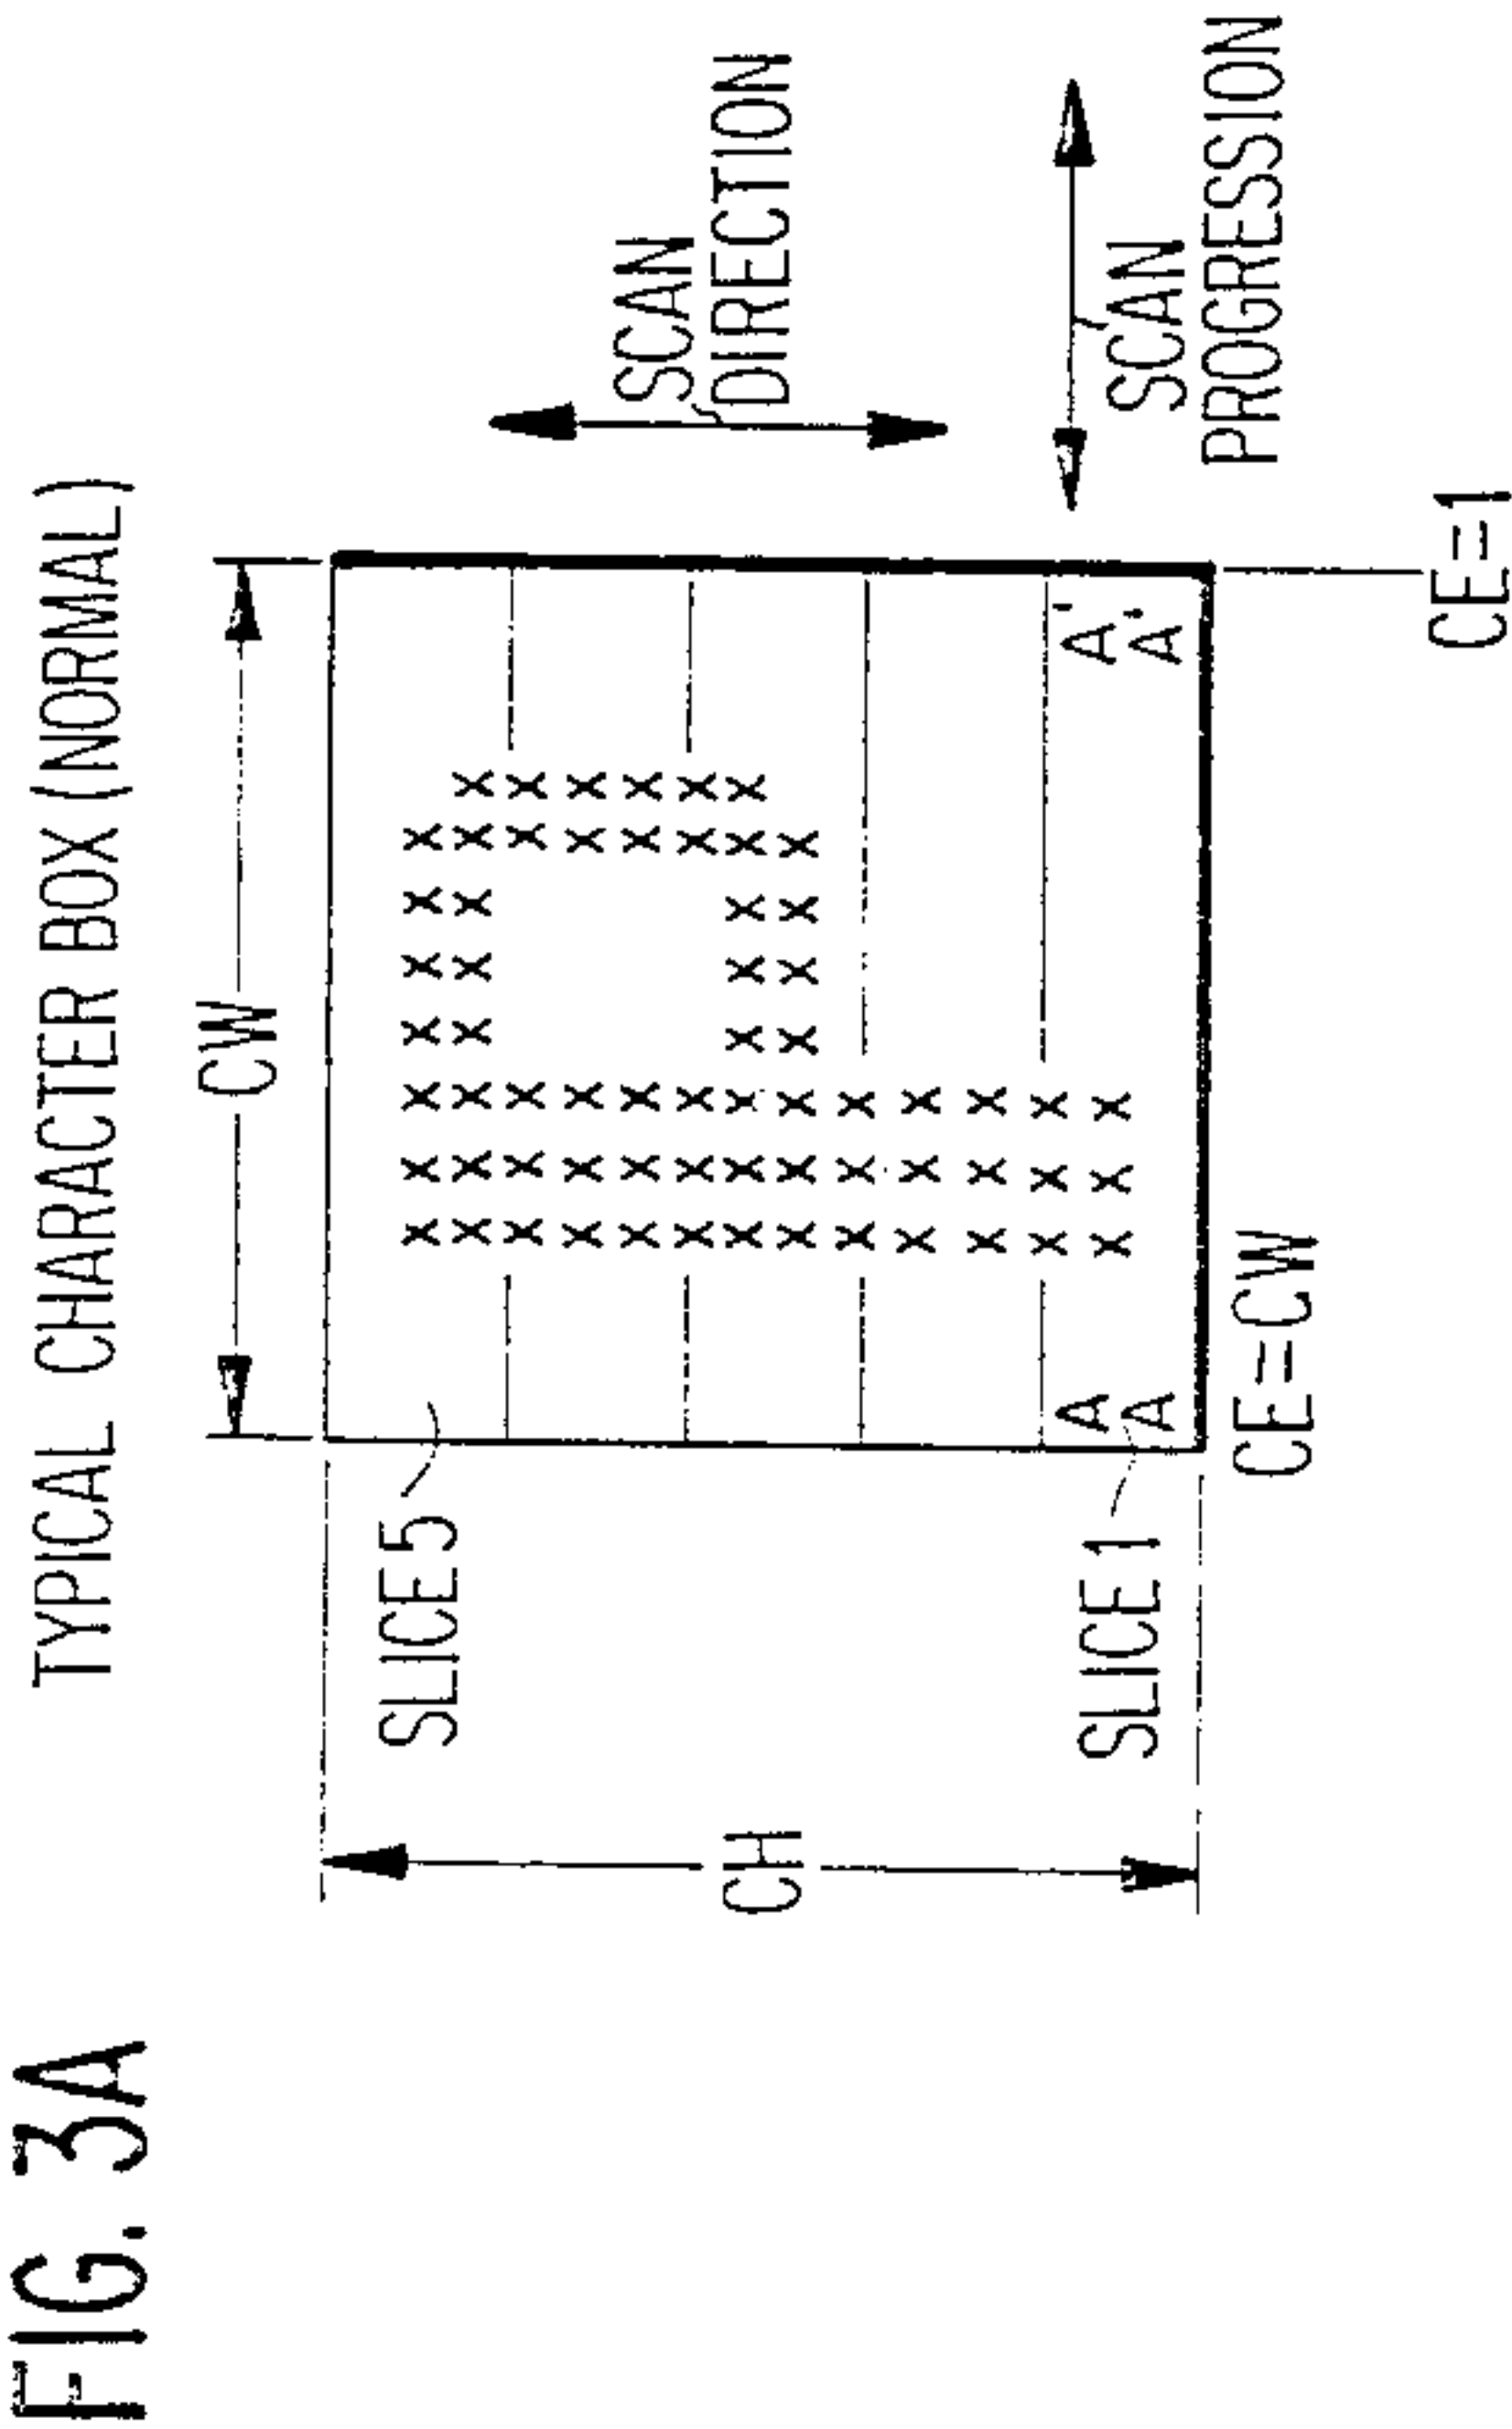 FIG. 3A
TYPICAL CHARACTER BOX (NORMAL)
CW
SLICE 5
CH
SCAN
DIRECTION
A A'
A A'
SLICE 1
SCAN
PROGRESSION
CE=CW
CE=1